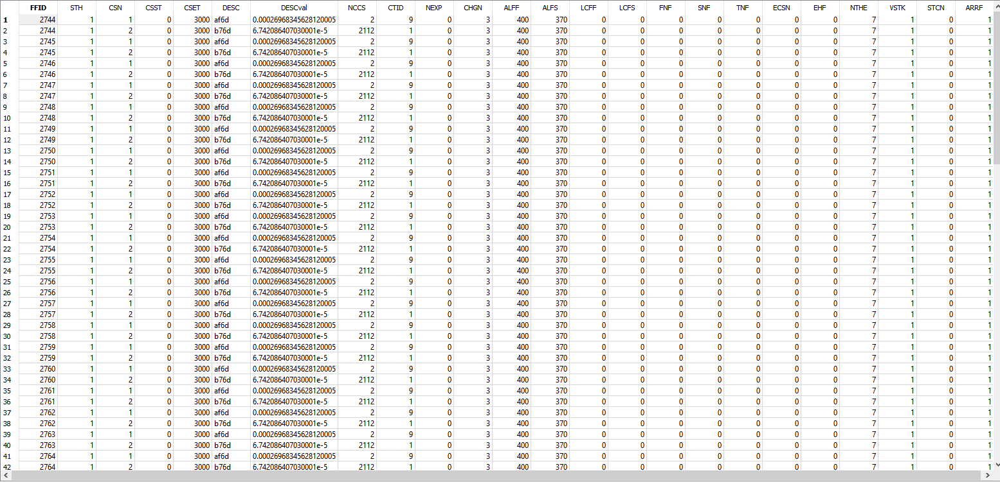 FFID STH CSN CSST CSET DESC DESCval NCCS CTID NEXP CHGN ALFF ALFS LCFF LCFS FNF SNF TNF ECSN EHF NTHE VSTK STCN ARRF
1 2744 1 1 0 3000 af6d 0.00026968345628120005 2 9 0 3 400 370 0 0 0 0 0 0 0 7 1 0 1
2 2744 1 2 0 3000 b76d 6.742086407030001e-5 2112 1 0 3 400 370 0 0 0 0 0 0 0 7 1 0 1
3 2745 1 1 0 3000 af6d 0.00026968345628120005 2 9 0 3 400 370 0 0 0 0 0 0 0 7 1 0 1
4 2745 1 2 0 3000 b76d 6.742086407030001e-5 2112 1 0 3 400 370 0 0 0 0 0 0 0 7 1 0 1
5 2746 1 1 0 3000 af6d 0.00026968345628120005 2 9 0 3 400 370 0 0 0 0 0 0 0 7 1 0 1
6 2746 1 2 0 3000 b76d 6.742086407030001e-5 2112 1 0 3 400 370 0 0 0 0 0 0 0 7 1 0 1
7 2747 1 1 0 3000 af6d 0.00026968345628120005 2 9 0 3 400 370 0 0 0 0 0 0 0 7 1 0 1
8 2747 1 2 0 3000 b76d 6.742086407030001e-5 2112 1 0 3 400 370 0 0 0 0 0 0 0 7 1 0 1
9 2748 1 1 0 3000 af6d 0.00026968345628120005 2 9 0 3 400 370 0 0 0 0 0 0 0 7 1 0 1
10 2748 1 2 0 3000 b76d 6.742086407030001e-5 2112 1 0 3 400 370 0 0 0 0 0 0 0 7 1 0 1
11 2749 1 1 0 3000 af6d 0.00026968345628120005 2 9 0 3 400 370 0 0 0 0 0 0 0 7 1 0 1
12 2749 1 2 0 3000 b76d 6.742086407030001e-5 2112 1 0 3 400 370 0 0 0 0 0 0 0 7 1 0 1
13 2750 1 1 0 3000 af6d 0.00026968345628120005 2 9 0 3 400 370 0 0 0 0 0 0 0 7 1 0 1
14 2750 1 2 0 3000 b76d 6.742086407030001e-5 2112 1 0 3 400 370 0 0 0 0 0 0 0 7 1 0 1
15 2751 1 1 0 3000 af6d 0.00026968345628120005 2 9 0 3 400 370 0 0 0 0 0 0 0 7 1 0 1
16 2751 1 2 0 3000 b76d 6.742086407030001e-5 2112 1 0 3 400 370 0 0 0 0 0 0 0 7 1 0 1
17 2752 1 1 0 3000 af6d 0.00026968345628120005 2 9 0 3 400 370 0 0 0 0 0 0 0 7 1 0 1
18 2752 1 2 0 3000 b76d 6.742086407030001e-5 2112 1 0 3 400 370 0 0 0 0 0 0 0 7 1 0 1
19 2753 1 1 0 3000 af6d 0.00026968345628120005 2 9 0 3 400 370 0 0 0 0 0 0 0 7 1 0 1
20 2753 1 2 0 3000 b76d 6.742086407030001e-5 2112 1 0 3 400 370 0 0 0 0 0 0 0 7 1 0 1
21 2754 1 1 0 3000 af6d 0.00026968345628120005 2 9 0 3 400 370 0 0 0 0 0 0 0 7 1 0 1
22 2754 1 2 0 3000 b76d 6.742086407030001e-5 2112 1 0 3 400 370 0 0 0 0 0 0 0 7 1 0 1
23 2755 1 1 0 3000 af6d 0.00026968345628120005 2 9 0 3 400 370 0 0 0 0 0 0 0 7 1 0 1
24 2755 1 2 0 3000 b76d 6.742086407030001e-5 2112 1 0 3 400 370 0 0 0 0 0 0 0 7 1 0 1
25 2756 1 1 0 3000 af6d 0.00026968345628120005 2 9 0 3 400 370 0 0 0 0 0 0 0 7 1 0 1
26 2756 1 2 0 3000 b76d 6.742086407030001e-5 2112 1 0 3 400 370 0 0 0 0 0 0 0 7 1 0 1
27 2757 1 1 0 3000 af6d 0.00026968345628120005 2 9 0 3 400 370 0 0 0 0 0 0 0 7 1 0 1
28 2757 1 2 0 3000 b76d 6.742086407030001e-5 2112 1 0 3 400 370 0 0 0 0 0 0 0 7 1 0 1
29 2758 1 1 0 3000 af6d 0.00026968345628120005 2 9 0 3 400 370 0 0 0 0 0 0 0 7 1 0 1
30 2758 1 2 0 3000 b76d 6.742086407030001e-5 2112 1 0 3 400 370 0 0 0 0 0 0 0 7 1 0 1
31 2759 1 1 0 3000 af6d 0.00026968345628120005 2 9 0 3 400 370 0 0 0 0 0 0 0 7 1 0 1
32 2759 1 2 0 3000 b76d 6.742086407030001e-5 2112 1 0 3 400 370 0 0 0 0 0 0 0 7 1 0 1
33 2760 1 1 0 3000 af6d 0.00026968345628120005 2 9 0 3 400 370 0 0 0 0 0 0 0 7 1 0 1
34 2760 1 2 0 3000 b76d 6.742086407030001e-5 2112 1 0 3 400 370 0 0 0 0 0 0 0 7 1 0 1
35 2761 1 1 0 3000 af6d 0.00026968345628120005 2 9 0 3 400 370 0 0 0 0 0 0 0 7 1 0 1
36 2761 1 2 0 3000 b76d 6.742086407030001e-5 2112 1 0 3 400 370 0 0 0 0 0 0 0 7 1 0 1
37 2762 1 1 0 3000 af6d 0.00026968345628120005 2 9 0 3 400 370 0 0 0 0 0 0 0 7 1 0 1
38 2762 1 2 0 3000 b76d 6.742086407030001e-5 2112 1 0 3 400 370 0 0 0 0 0 0 0 7 1 0 1
39 2763 1 1 0 3000 af6d 0.00026968345628120005 2 9 0 3 400 370 0 0 0 0 0 0 0 7 1 0 1
40 2763 1 2 0 3000 b76d 6.742086407030001e-5 2112 1 0 3 400 370 0 0 0 0 0 0 0 7 1 0 1
41 2764 1 1 0 3000 af6d 0.00026968345628120005 2 9 0 3 400 370 0 0 0 0 0 0 0 7 1 0 1
42 2764 1 2 0 3000 b76d 6.742086407030001e-5 2112 1 0 3 400 370 0 0 0 0 0 0 0 7 1 0 1